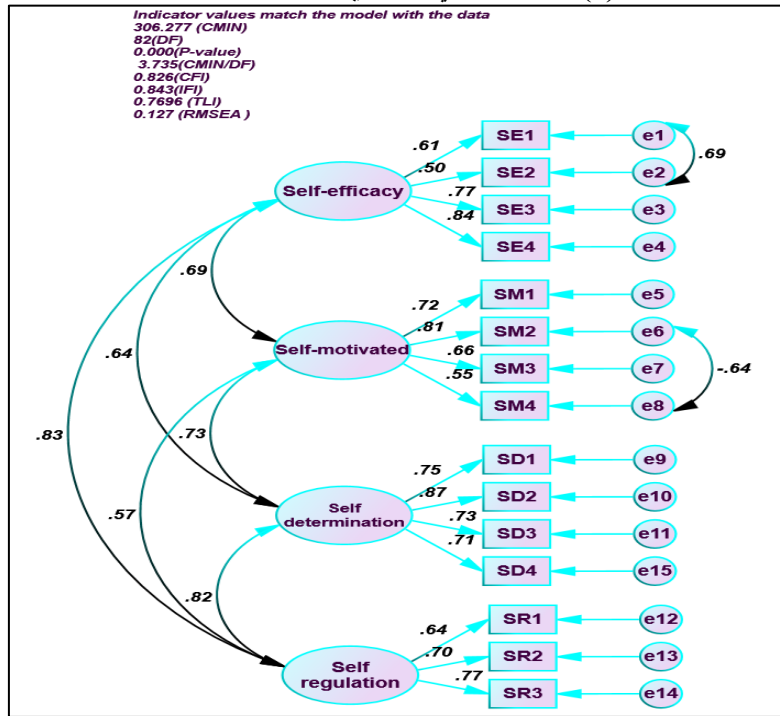 Indicator values match the model with the data
306.277 (CMIN)
82(DF)
0.000(P-value)
3.735(CMIN/DF)
0.826(CFI)
0.843(IFI)
0.7696 (TLI)
0.127 (RMSEA )
.61
SE1
e1
.50
SE2
e2
.69
Self-efficacy
.77
SE3
e3
.84
SE4
e4
.69
.72
SM1
e5
.81
SM2
e6
Self-motivated
.66
SM3
e7
-.64
.55
SM4
e8
.64
.83
.73
.75
SD1
e9
.87
SD2
e10
Self
determination
.73
SD3
e11
.71
SD4
e15
.57
.82
.64
SR1
e12
.70
SR2
e13
Self
regulation
.77
SR3
e14